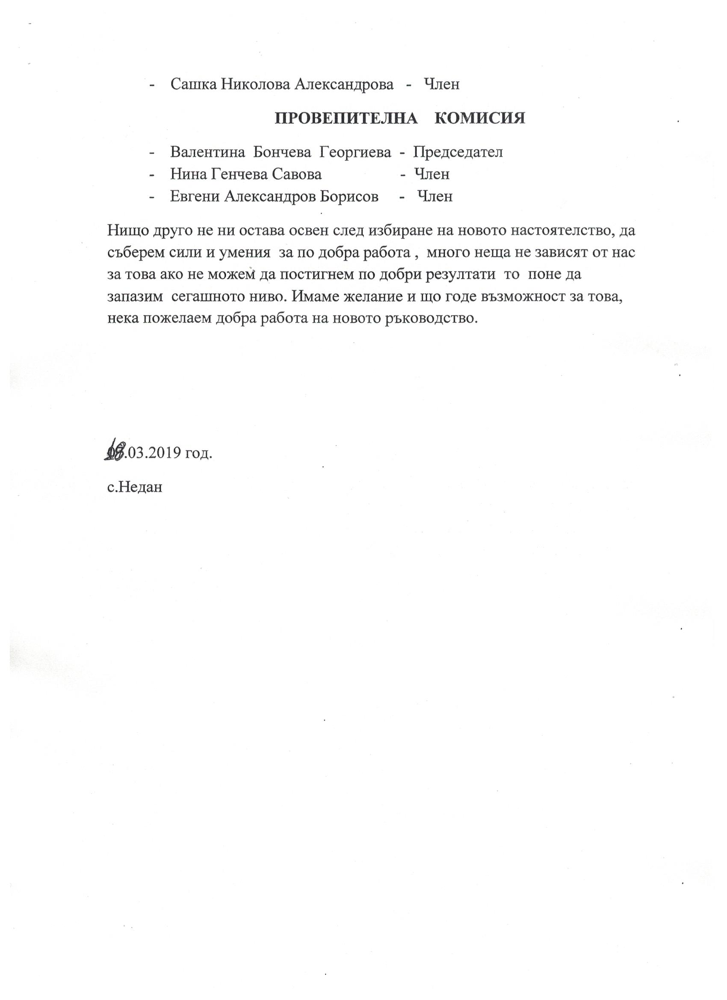 - Сашка Николова Александрова - Член
ПРОВЕПИТЕЛНА КОМИСИЯ
- Валентина Бончева Георгиева - Председател
- Нина Генчева Савова - Член
- Евгени Александров Борисов - Член
Нищо друго не ни остава освен след избиране на новото настоятелство, да
съберем сили и умения за по добра работа , много неща не зависят от нас
за това ако не можем да постигнем по добри резултати то поне да
запазим сегашното ниво. Имаме желание и що годе възможност за това,
нека пожелаем добра работа на новото ръководство.
18.03.2019 год.
с.Недан